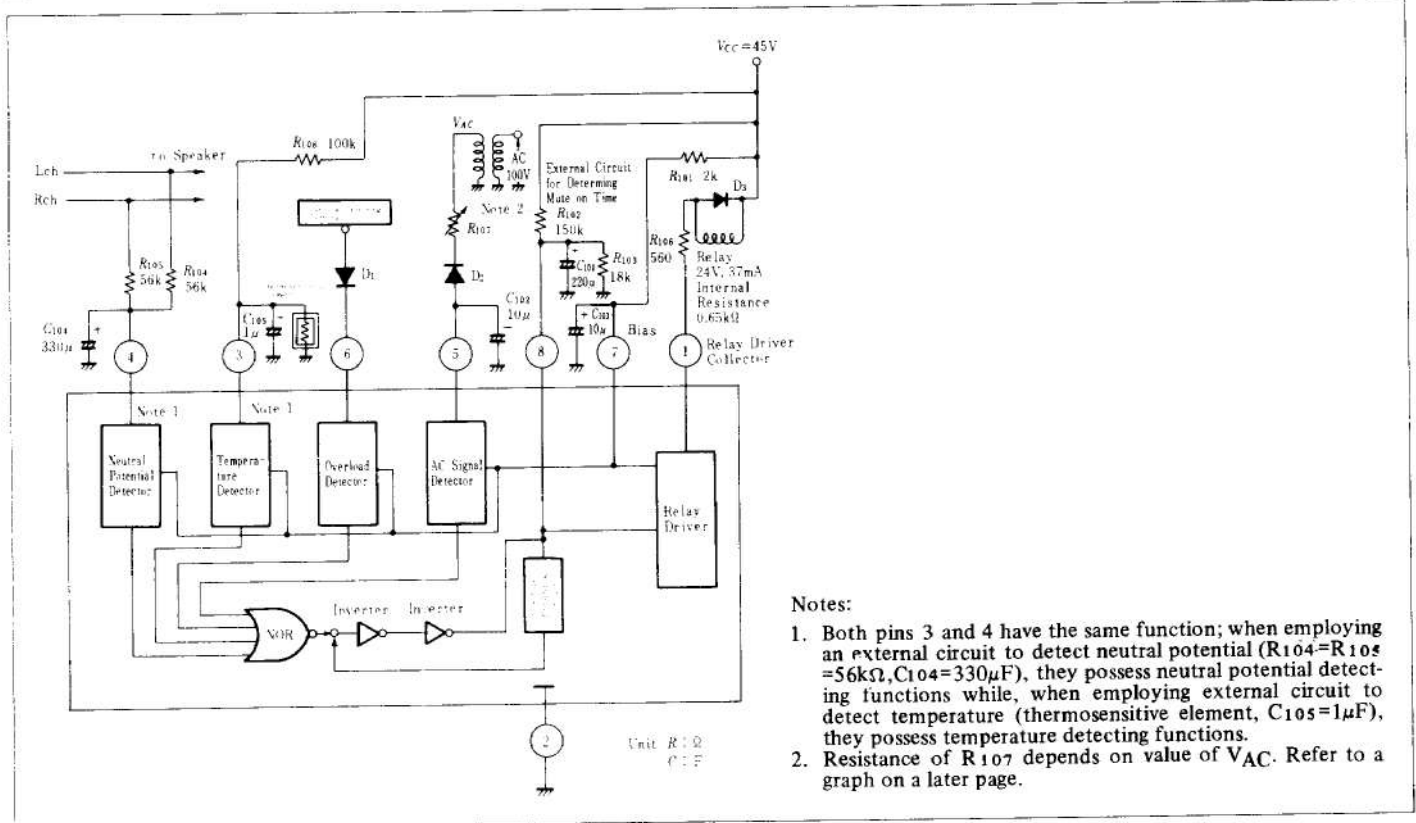 Vcc=45V
VAC
AC
100V
R108 100k
to Speaker
Lch
Rch
External Circuit
for Determing
Mute on Time
R101 2k
D3
Note 2
R107
R102
150k
R106
560
Relay
24V, 37mA
Internal
Resistance
0.65kΩ
R105
56k
R104
56k
D1
D2
C101
220μ
R103
18k
C104
330μ
C105
1μ
C102
10μ
C103
10μ
Bias
Relay Driver
Collector
4
3
6
5
8
7
1
Note 1
Note 1
Neutral
Potential
Detector
Tempera-
ture
Detector
Overload
Detector
AC Signal
Detector
Relay
Driver
NOR
Inverter
Inverter
2
Unit R : Ω
C : F
Notes:
1. Both pins 3 and 4 have the same function; when employing
an external circuit to detect neutral potential (R104=R105
=56kΩ,C104=330μF), they possess neutral potential detect-
ing functions while, when employing external circuit to
detect temperature (thermosensitive element, C105=1μF),
they possess temperature detecting functions.
2. Resistance of R107 depends on value of VAC. Refer to a
graph on a later page.